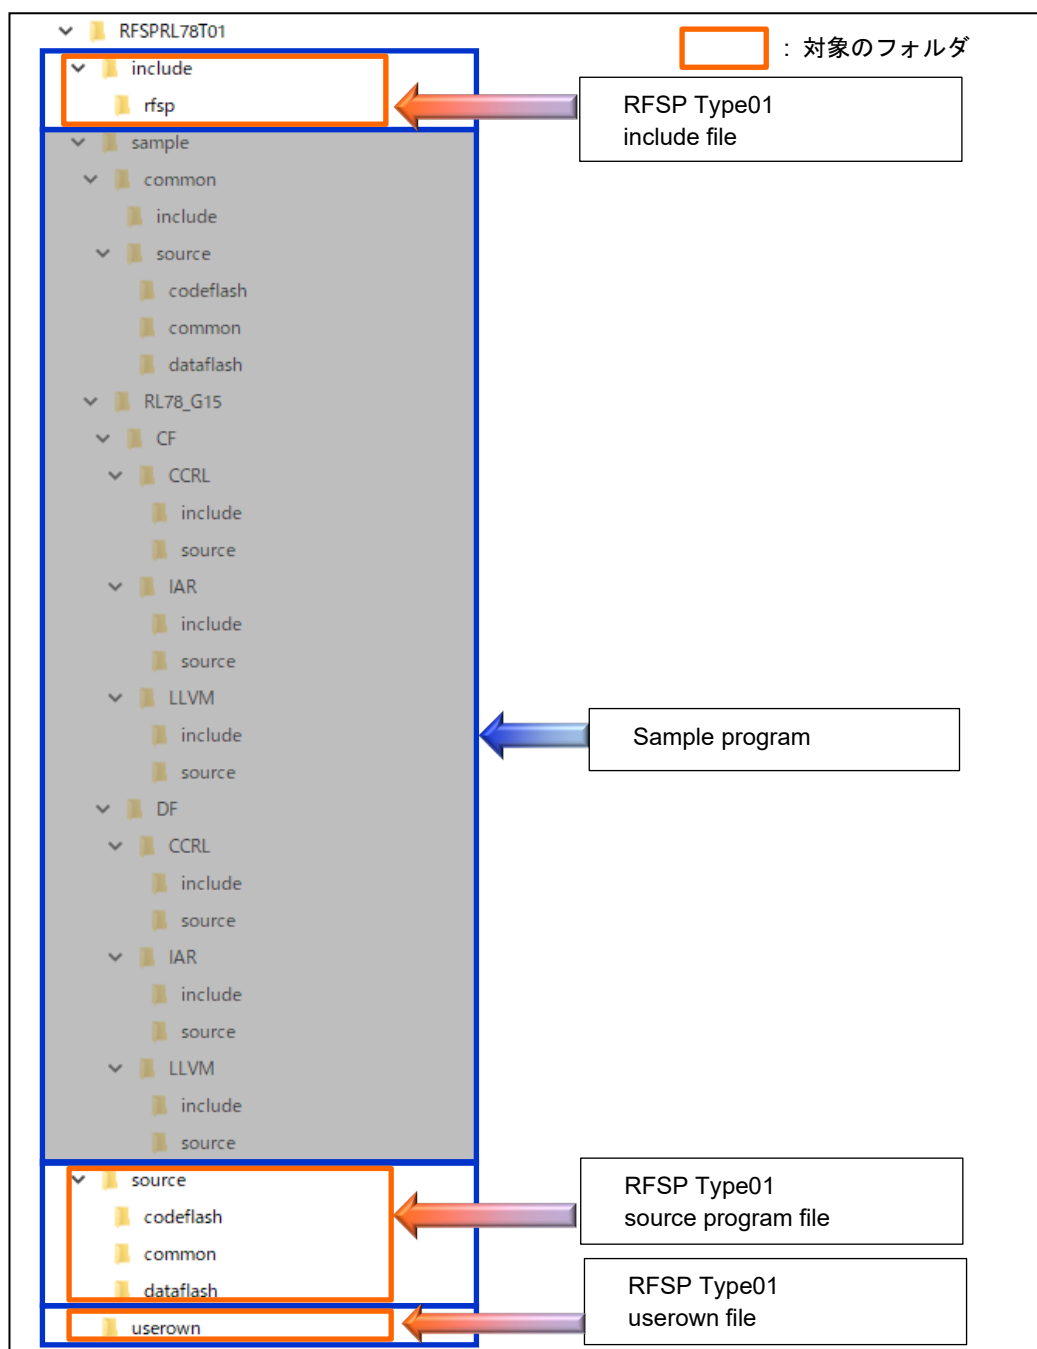 RFSPRL78T01
: 対象のフォルダ
include
rfsp
RFSP Type01
include file
sample
common
include
source
codeflash
common
dataflash
RL78_G15
CF
CCRL
include
source
IAR
include
source
LLVM
include
source
Sample program
DF
CCRL
include
source
IAR
include
source
LLVM
include
source
source
codeflash
common
dataflash
RFSP Type01
source program file
userown
RFSP Type01
userown file